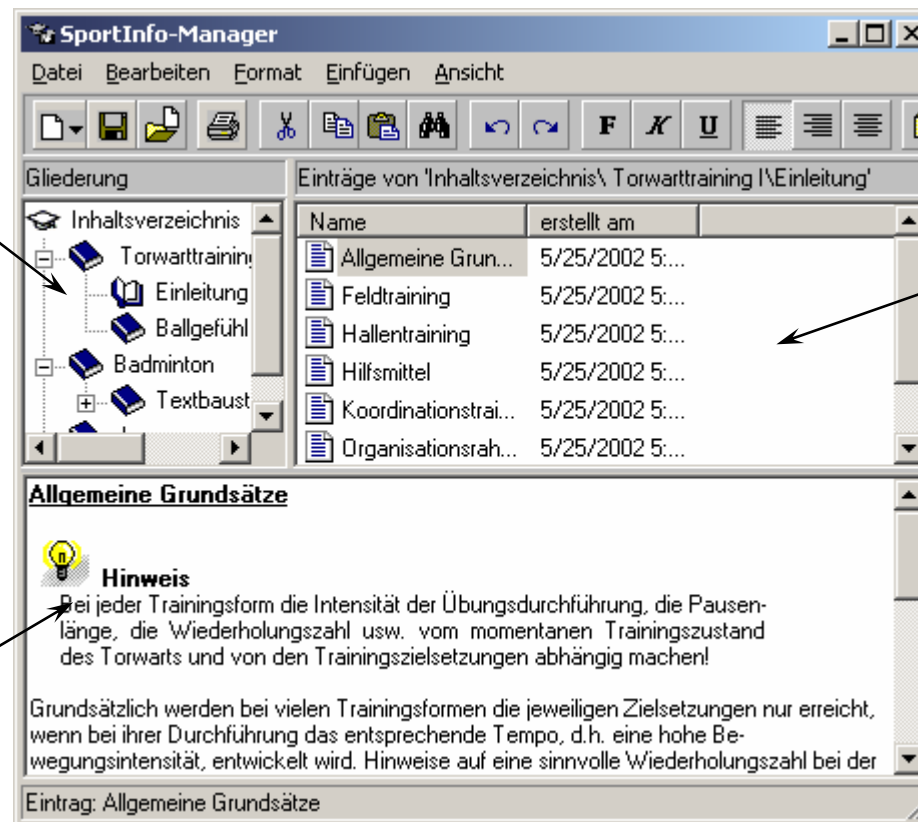 SportInfo-Manager
Datei Bearbeiten Format Einfügen Ansicht
F K U
Gliederung
Einträge von 'Inhaltsverzeichnis\ Torwarttraining I\Einleitung'
Inhaltsverzeichnis
Torwarttraining
Einleitung
Ballgefühl
Badminton
Textbaust
Name erstellt am
Allgemeine Grun... 5/25/2002 5:...
Feldtraining 5/25/2002 5:...
Hallentraining 5/25/2002 5:...
Hilfsmittel 5/25/2002 5:...
Koordinationstrai... 5/25/2002 5:...
Organisationsrah... 5/25/2002 5:...
Allgemeine Grundsätze
Hinweis
Bei jeder Trainingsform die Intensität der Übungsdurchführung, die Pausen-
länge, die Wiederholungszahl usw. vom momentanen Trainingszustand
des Torwarts und von den Trainingszielsetzungen abhängig machen!
Grundsätzlich werden bei vielen Trainingsformen die jeweiligen Zielsetzungen nur erreicht,
wenn bei ihrer Durchführung das entsprechende Tempo, d.h. eine hohe Be-
wegungsintensität, entwickelt wird. Hinweise auf eine sinnvolle Wiederholungszahl bei der
Eintrag: Allgemeine Grundsätze